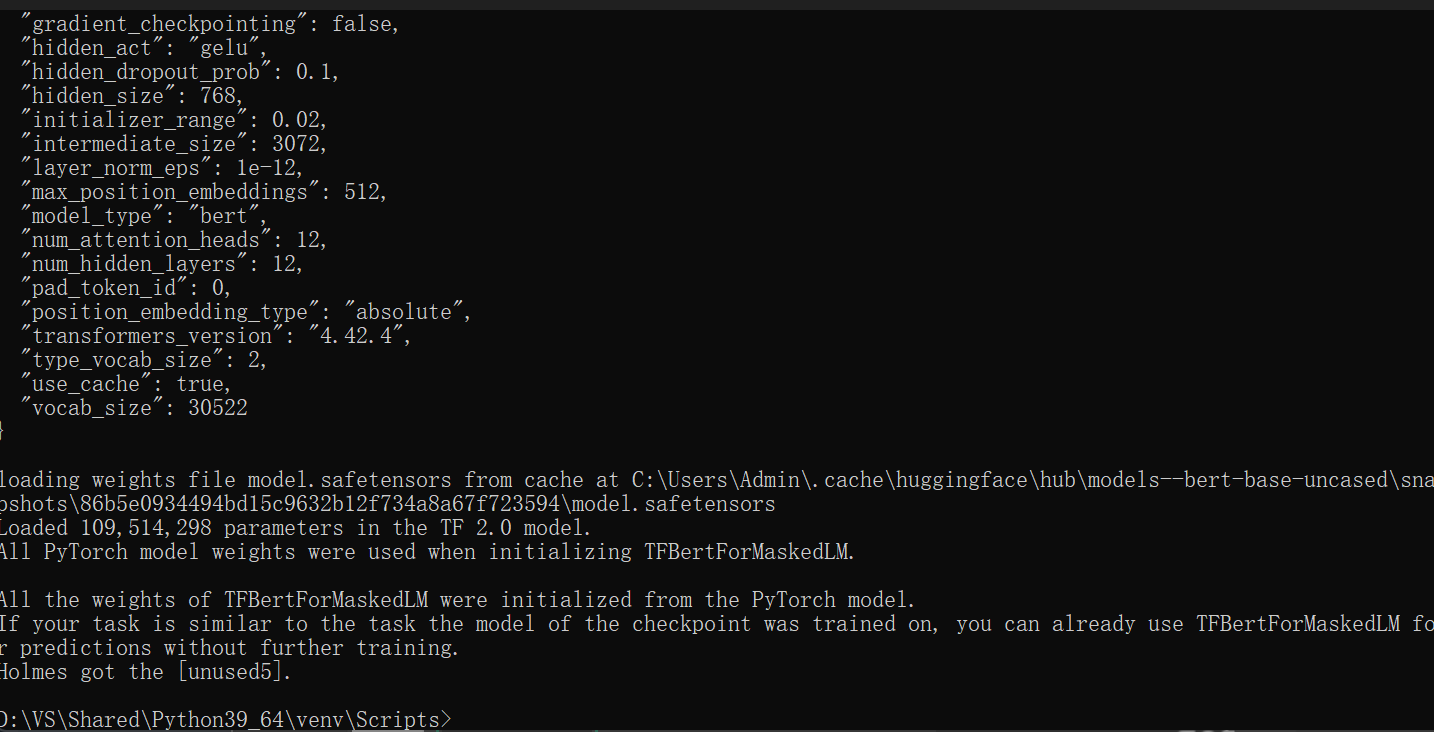 "gradient_checkpointing": false,
"hidden_act": "gelu",
"hidden_dropout_prob": 0.1,
"hidden_size": 768,
"initializer_range": 0.02,
"intermediate_size": 3072,
"layer_norm_eps": 1e-12,
"max_position_embeddings": 512,
"model_type": "bert",
"num_attention_heads": 12,
"num_hidden_layers": 12,
"pad_token_id": 0,
"position_embedding_type": "absolute",
"transformers_version": "4.42.4",
"type_vocab_size": 2,
"use_cache": true,
"vocab_size": 30522
}
loading weights file model.safetensors from cache at C:\Users\Admin\.cache\huggingface\hub\models--bert-base-uncased\sna
pshots\86b5e0934494bd15c9632b12f734a8a67f723594\model.safetensors
Loaded 109,514,298 parameters in the TF 2.0 model.
All PyTorch model weights were used when initializing TFBertForMaskedLM.
All the weights of TFBertForMaskedLM were initialized from the PyTorch model.
If your task is similar to the task the model of the checkpoint was trained on, you can already use TFBertForMaskedLM fo
r predictions without further training.
Holmes got the [unused5].
D:\VS\Shared\Python39_64\venv\Scripts>